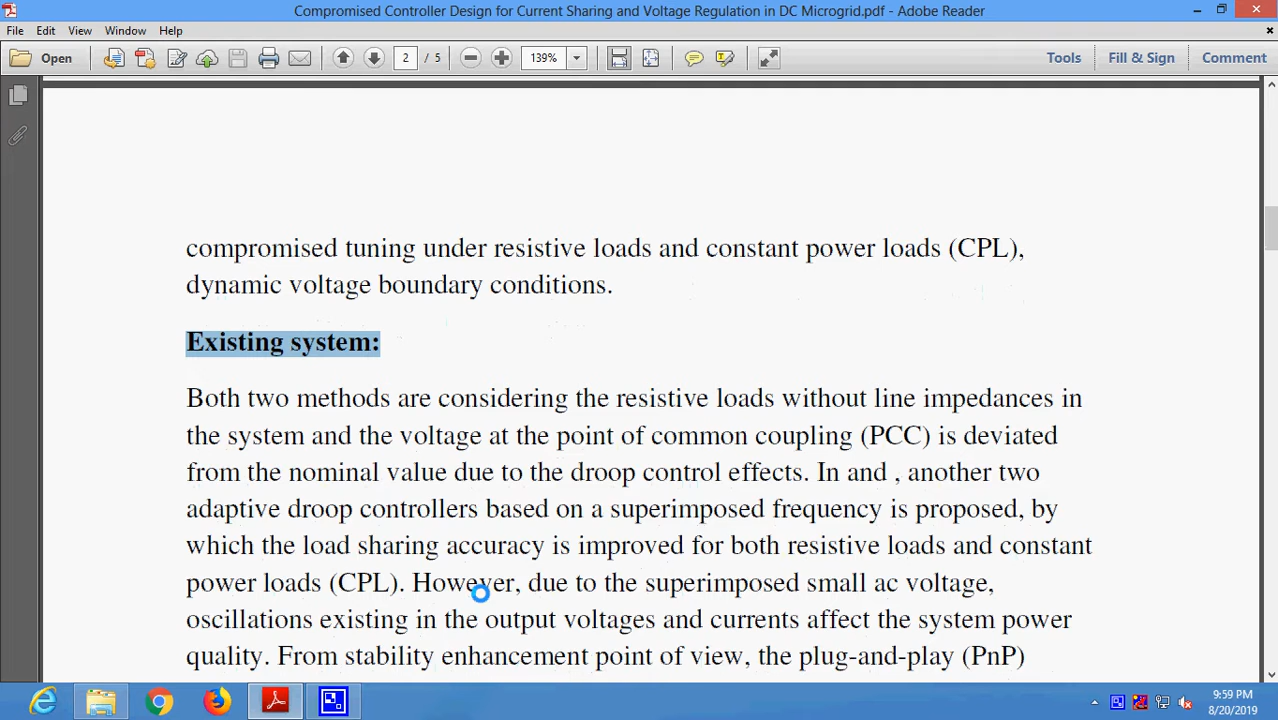 Compromised Controller Design for Current Sharing and Voltage Regulation in DC Microgrid.pdf - Adobe Reader
File Edit View Window Help
Open 2 / 5 139% Tools Fill & Sign Comment
compromised tuning under resistive loads and constant power loads (CPL),
dynamic voltage boundary conditions.
Existing system:
Both two methods are considering the resistive loads without line impedances in
the system and the voltage at the point of common coupling (PCC) is deviated
from the nominal value due to the droop control effects. In and , another two
adaptive droop controllers based on a superimposed frequency is proposed, by
which the load sharing accuracy is improved for both resistive loads and constant
power loads (CPL). However, due to the superimposed small ac voltage,
oscillations existing in the output voltages and currents affect the system power
quality. From stability enhancement point of view, the plug-and-play (PnP)
9:59 PM
8/20/2019